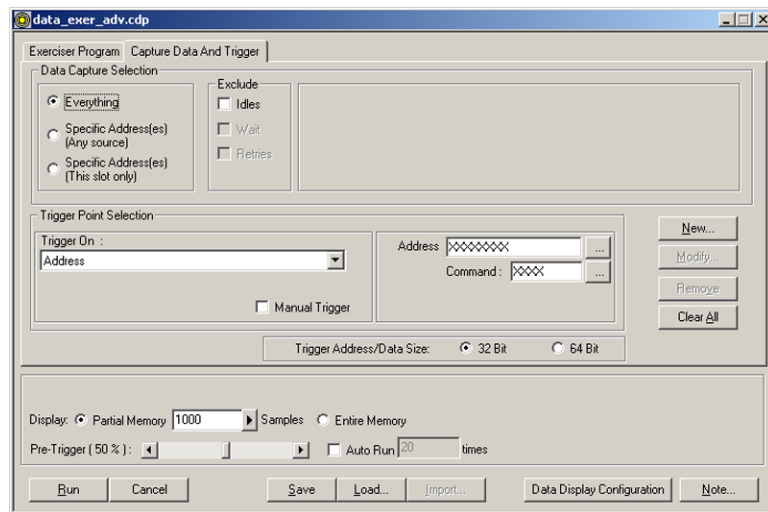 data_exer_adv.cdp
Exerciser Program Capture Data And Trigger
Data Capture Selection
Everything
Specific Address(es)
(Any source)
Specific Address(es)
(This slot only)
Exclude
Idles
Wait
Retries
Trigger Point Selection
Trigger On :
Address
Manual Trigger
Address XXXXXXXX ...
Command : XXXX ...
New...
Modify...
Remove
Clear All
Trigger Address/Data Size: 32 Bit 64 Bit
Display: Partial Memory 1000 Samples Entire Memory
Pre-Trigger ( 50 % ) : Auto Run 20 times
Run Cancel Save Load... Import... Data Display Configuration Note...